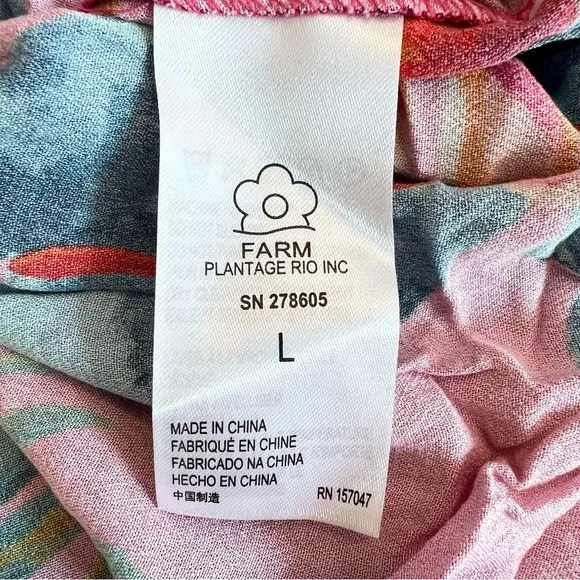 FARM
PLANTAGE RIO INC
SN 278605
L
MADE IN CHINA
FABRIQUÉ EN CHINE
FABRICADO NA CHINA
HECHO EN CHINA
中国制造
RN 157047